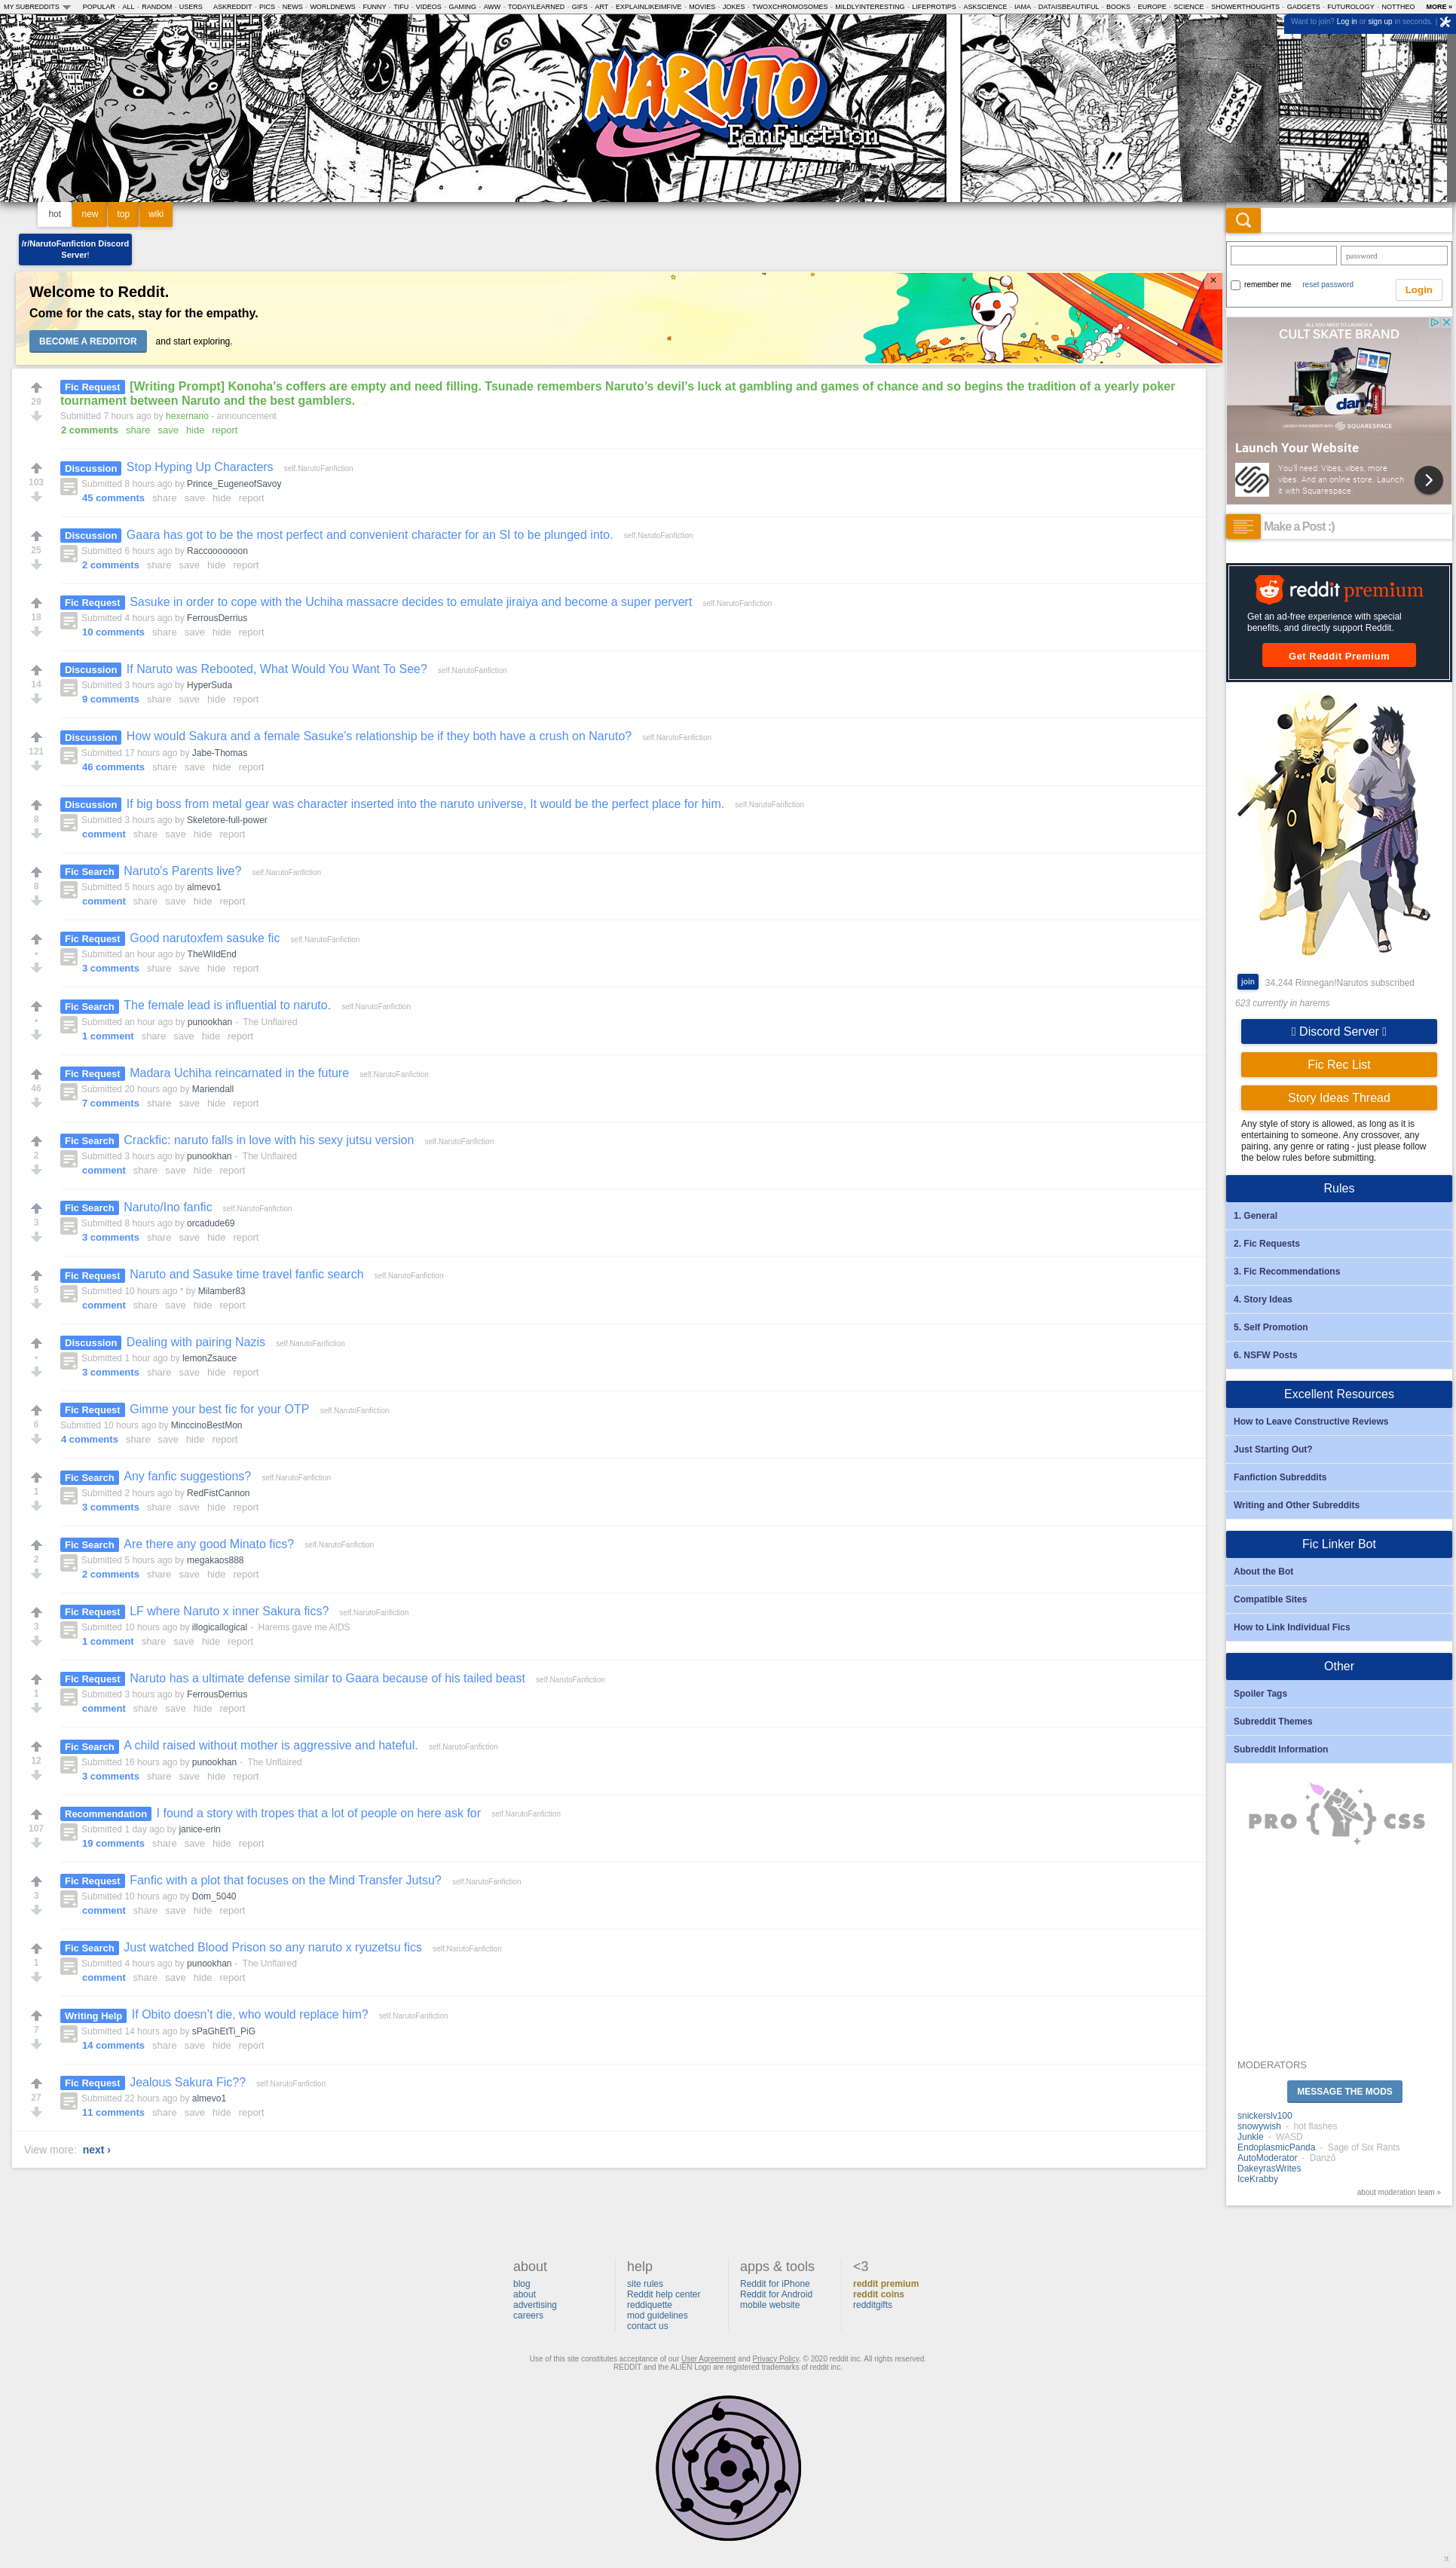 MY SUBREDDITS POPULAR - ALL - RANDOM - USERS ASKREDDIT - PICS - NEWS - WORLDNEWS - FUNNY - TIFU - VIDEOS - GAMING - AWW - TODAYILEARNED - GIFS - ART - EXPLAINLIKEIMFIVE - MOVIES - JOKES - TWOXCHROMOSOMES - MILDLYINTERESTING - LIFEPROTIPS - ASKSCIENCE - IAMA - DATAISBEAUTIFUL - BOOKS - EUROPE - SCIENCE - SHOWERTHOUGHTS - GADGETS - FUTUROLOGY - NOTTHEO MORE »
Want to join? Log in or sign up in seconds. |
NARUTO
FanFiction
!!
hot new top wiki
/r/NarutoFanfiction Discord
Server!
Welcome to Reddit.
Come for the cats, stay for the empathy.
BECOME A REDDITOR and start exploring.
×
Fic Request [Writing Prompt] Konoha’s coffers are empty and need filling. Tsunade remembers Naruto’s devil’s luck at gambling and games of chance and so begins the tradition of a yearly poker
tournament between Naruto and the best gamblers.
29
Submitted 7 hours ago by hexernano - announcement
2 comments share save hide report
Discussion Stop Hyping Up Characters self.NarutoFanfiction
103
Submitted 8 hours ago by Prince_EugeneofSavoy
45 comments share save hide report
Discussion Gaara has got to be the most perfect and convenient character for an SI to be plunged into. self.NarutoFanfiction
25
Submitted 6 hours ago by Raccooooooon
2 comments share save hide report
Fic Request Sasuke in order to cope with the Uchiha massacre decides to emulate jiraiya and become a super pervert self.NarutoFanfiction
18
Submitted 4 hours ago by FerrousDerrius
10 comments share save hide report
Discussion If Naruto was Rebooted, What Would You Want To See? self.NarutoFanfiction
14
Submitted 3 hours ago by HyperSuda
9 comments share save hide report
Discussion How would Sakura and a female Sasuke’s relationship be if they both have a crush on Naruto? self.NarutoFanfiction
121
Submitted 17 hours ago by Jabe-Thomas
46 comments share save hide report
Discussion If big boss from metal gear was character inserted into the naruto universe, It would be the perfect place for him. self.NarutoFanfiction
8
Submitted 3 hours ago by Skeletore-full-power
comment share save hide report
Fic Search Naruto's Parents live? self.NarutoFanfiction
8
Submitted 5 hours ago by almevo1
comment share save hide report
Fic Request Good narutoxfem sasuke fic self.NarutoFanfiction
•
Submitted an hour ago by TheWildEnd
3 comments share save hide report
Fic Search The female lead is influential to naruto. self.NarutoFanfiction
•
Submitted an hour ago by punookhan - The Unflaired
1 comment share save hide report
Fic Request Madara Uchiha reincarnated in the future self.NarutoFanfiction
46
Submitted 20 hours ago by Mariendall
7 comments share save hide report
Fic Search Crackfic: naruto falls in love with his sexy jutsu version self.NarutoFanfiction
2
Submitted 3 hours ago by punookhan - The Unflaired
comment share save hide report
Fic Search Naruto/Ino fanfic self.NarutoFanfiction
3
Submitted 8 hours ago by orcadude69
3 comments share save hide report
Fic Request Naruto and Sasuke time travel fanfic search self.NarutoFanfiction
5
Submitted 10 hours ago * by Milamber83
comment share save hide report
Discussion Dealing with pairing Nazis self.NarutoFanfiction
•
Submitted 1 hour ago by lemonZsauce
3 comments share save hide report
Fic Request Gimme your best fic for your OTP self.NarutoFanfiction
6
Submitted 10 hours ago by MinccinoBestMon
4 comments share save hide report
Fic Search Any fanfic suggestions? self.NarutoFanfiction
1
Submitted 2 hours ago by RedFistCannon
3 comments share save hide report
Fic Search Are there any good Minato fics? self.NarutoFanfiction
2
Submitted 5 hours ago by megakaos888
2 comments share save hide report
Fic Request LF where Naruto x inner Sakura fics? self.NarutoFanfiction
3
Submitted 10 hours ago by illogicallogical - Harems gave me AIDS
1 comment share save hide report
Fic Request Naruto has a ultimate defense similar to Gaara because of his tailed beast self.NarutoFanfiction
1
Submitted 3 hours ago by FerrousDerrius
comment share save hide report
Fic Search A child raised without mother is aggressive and hateful. self.NarutoFanfiction
12
Submitted 16 hours ago by punookhan - The Unflaired
3 comments share save hide report
Recommendation I found a story with tropes that a lot of people on here ask for self.NarutoFanfiction
107
Submitted 1 day ago by janice-erin
19 comments share save hide report
Fic Request Fanfic with a plot that focuses on the Mind Transfer Jutsu? self.NarutoFanfiction
3
Submitted 10 hours ago by Dom_5040
comment share save hide report
Fic Search Just watched Blood Prison so any naruto x ryuzetsu fics self.NarutoFanfiction
1
Submitted 4 hours ago by punookhan - The Unflaired
comment share save hide report
Writing Help If Obito doesn’t die, who would replace him? self.NarutoFanfiction
7
Submitted 14 hours ago by sPaGhEtTi_PiG
14 comments share save hide report
Fic Request Jealous Sakura Fic?? self.NarutoFanfiction
27
Submitted 22 hours ago by almevo1
11 comments share save hide report
View more: next ›
password
remember me reset password Login
ALL YOU NEED TO LAUNCH A
CULT SKATE BRAND
dan
LAUNCH YOUR WEBSITE WITH SQUARESPACE
Launch Your Website
You'll need: Vibes, vibes, more
vibes. And an online store. Launch
it with Squarespace.
Make a Post :)
reddit premium
Get an ad-free experience with special
benefits, and directly support Reddit.
Get Reddit Premium
join 34,244 Rinnegan!Narutos subscribed
623 currently in harems
Discord Server
Fic Rec List
Story Ideas Thread
Any style of story is allowed, as long as it is
entertaining to someone. Any crossover, any
pairing, any genre or rating - just please follow
the below rules before submitting.
Rules
1. General
2. Fic Requests
3. Fic Recommendations
4. Story Ideas
5. Self Promotion
6. NSFW Posts
Excellent Resources
How to Leave Constructive Reviews
Just Starting Out?
Fanfiction Subreddits
Writing and Other Subreddits
Fic Linker Bot
About the Bot
Compatible Sites
How to Link Individual Fics
Other
Spoiler Tags
Subreddit Themes
Subreddit Information
PRO { } CSS
MODERATORS
MESSAGE THE MODS
snickerslv100
snowywish - hot flashes
Junkle - WASD
EndoplasmicPanda - Sage of Six Rants
AutoModerator - Danzō
DakeyrasWrites
IceKrabby
about moderation team »
about
blog
about
advertising
careers
help
site rules
Reddit help center
reddiquette
mod guidelines
contact us
apps & tools
Reddit for iPhone
Reddit for Android
mobile website
<3
reddit premium
reddit coins
redditgifts
Use of this site constitutes acceptance of our User Agreement and Privacy Policy. © 2020 reddit inc. All rights reserved.
REDDIT and the ALIEN Logo are registered trademarks of reddit inc.
π